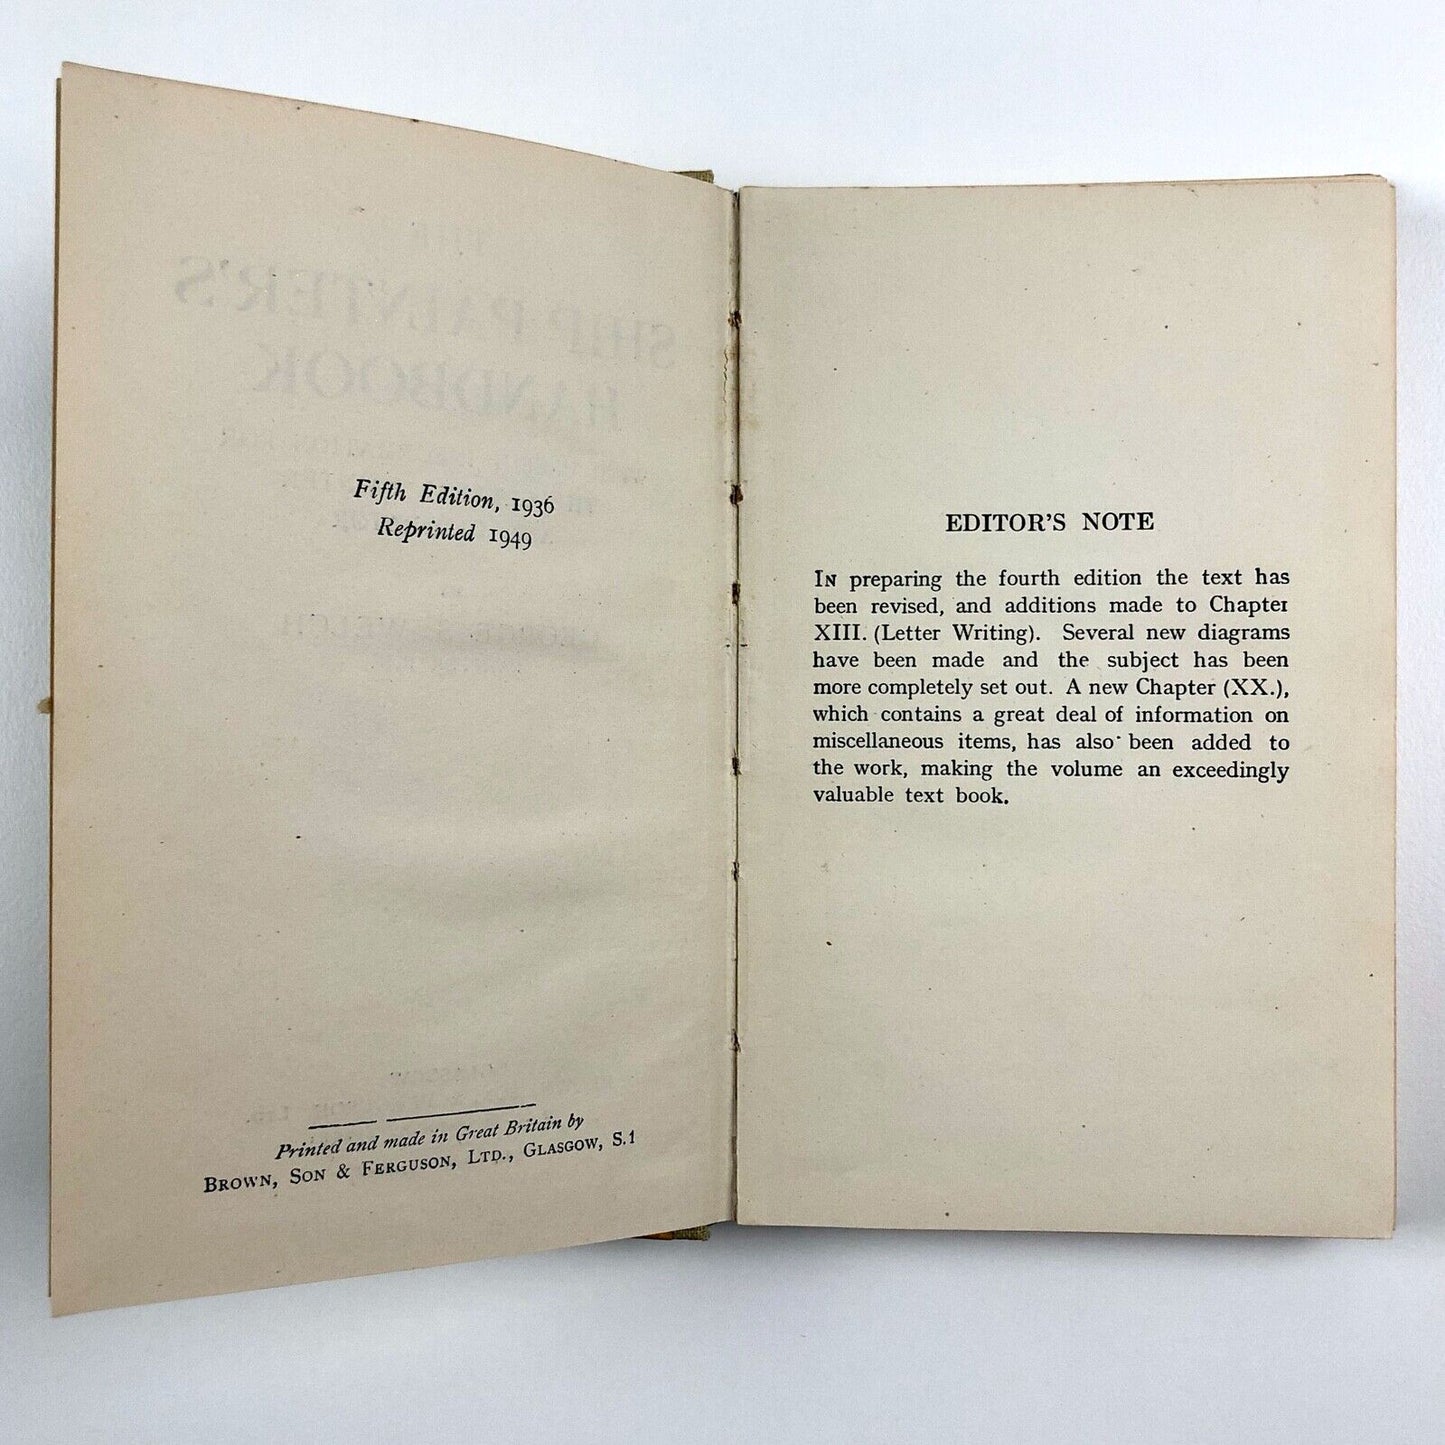 Fifth Edition, 1936
Reprinted 1949
Printed and made in Great Britain by
BROWN, SON & FERGUSON, LTD., GLASGOW, S.1
EDITOR'S NOTE
IN preparing the fourth edition the text has
been revised, and additions made to Chapter
XIII. (Letter Writing). Several new diagrams
have been made and the subject has been
more completely set out. A new Chapter (XX.),
which contains a great deal of information on
miscellaneous items, has also been added to
the work, making the volume an exceedingly
valuable text book.